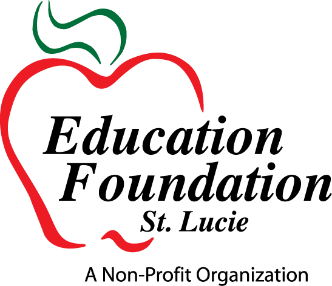 Education
Foundation
St. Lucie
A Non-Profit Organization